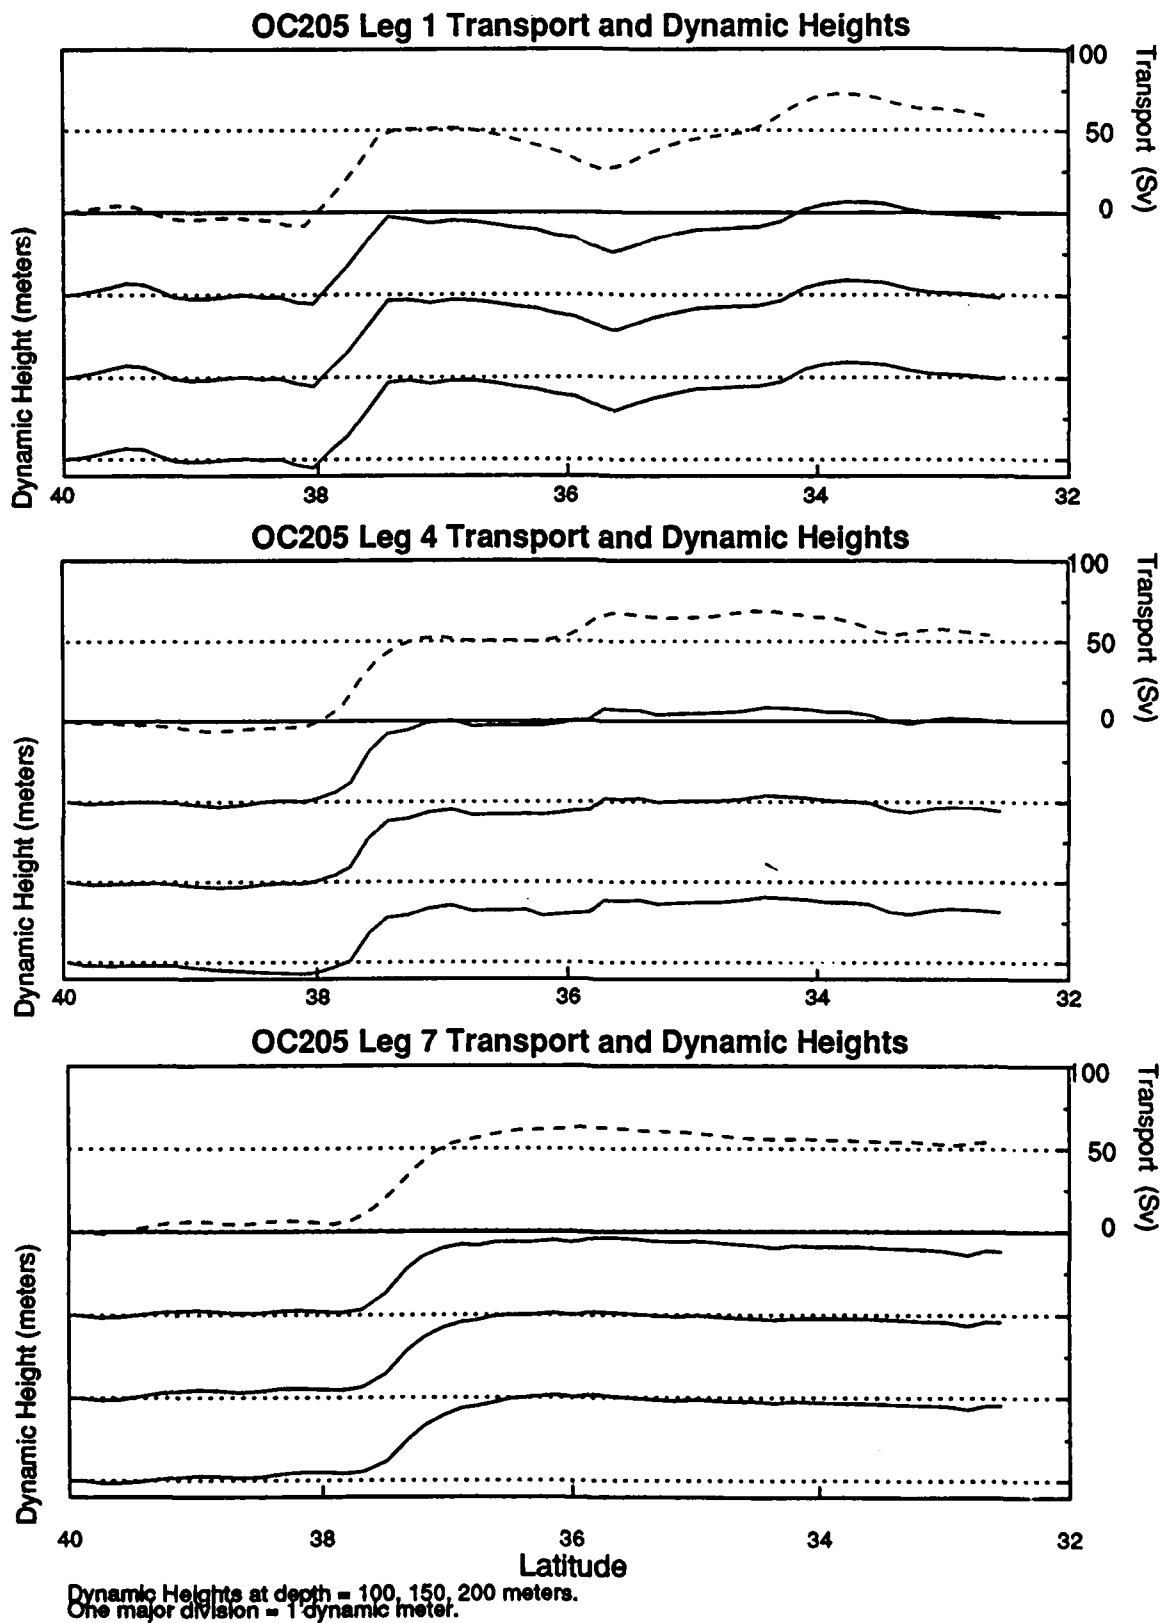 OC205 Leg 1 Transport and Dynamic Heights
100
50
0
Transport (Sv)
Dynamic Height (meters)
40 38 36 34 32
OC205 Leg 4 Transport and Dynamic Heights
100
50
0
Transport (Sv)
Dynamic Height (meters)
40 38 36 34 32
OC205 Leg 7 Transport and Dynamic Heights
100
50
0
Transport (Sv)
Dynamic Height (meters)
40 38 36 34 32
Latitude
Dynamic Heights at depth = 100, 150, 200 meters.
One major division = 1 dynamic meter.